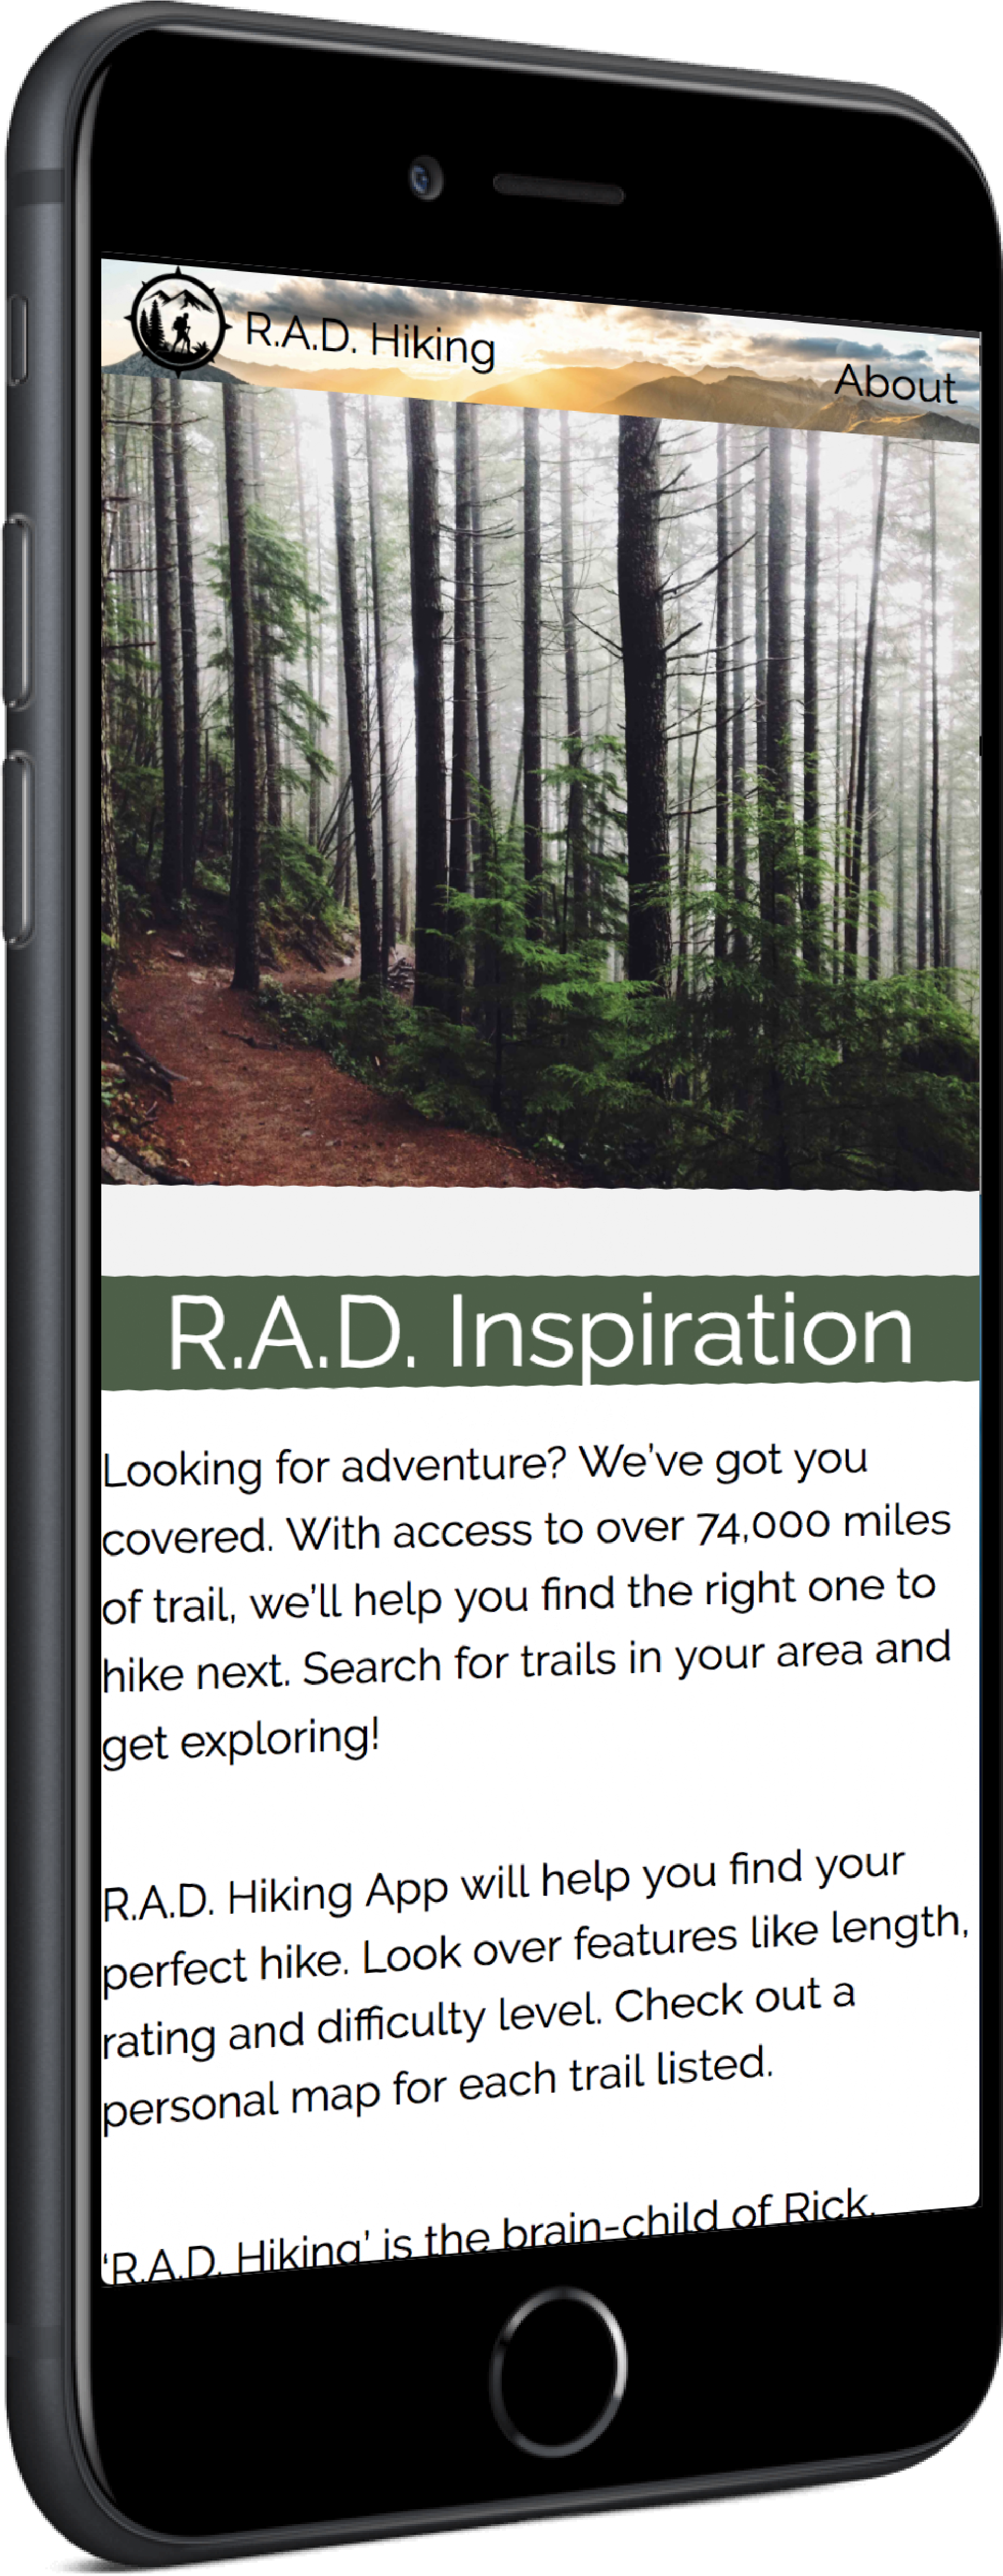 R.A.D. Hiking
About
R.A.D. Inspiration
Looking for adventure? We've got you
covered. With access to over 74,000 miles
of trail, we'll help you find the right one to
hike next. Search for trails in your area and
get exploring!
R.A.D. Hiking App will help you find your
perfect hike. Look over features like length,
rating and difficulty level. Check out a
personal map for each trail listed.
‘R.A.D. Hiking’ is the brain-child of Rick,